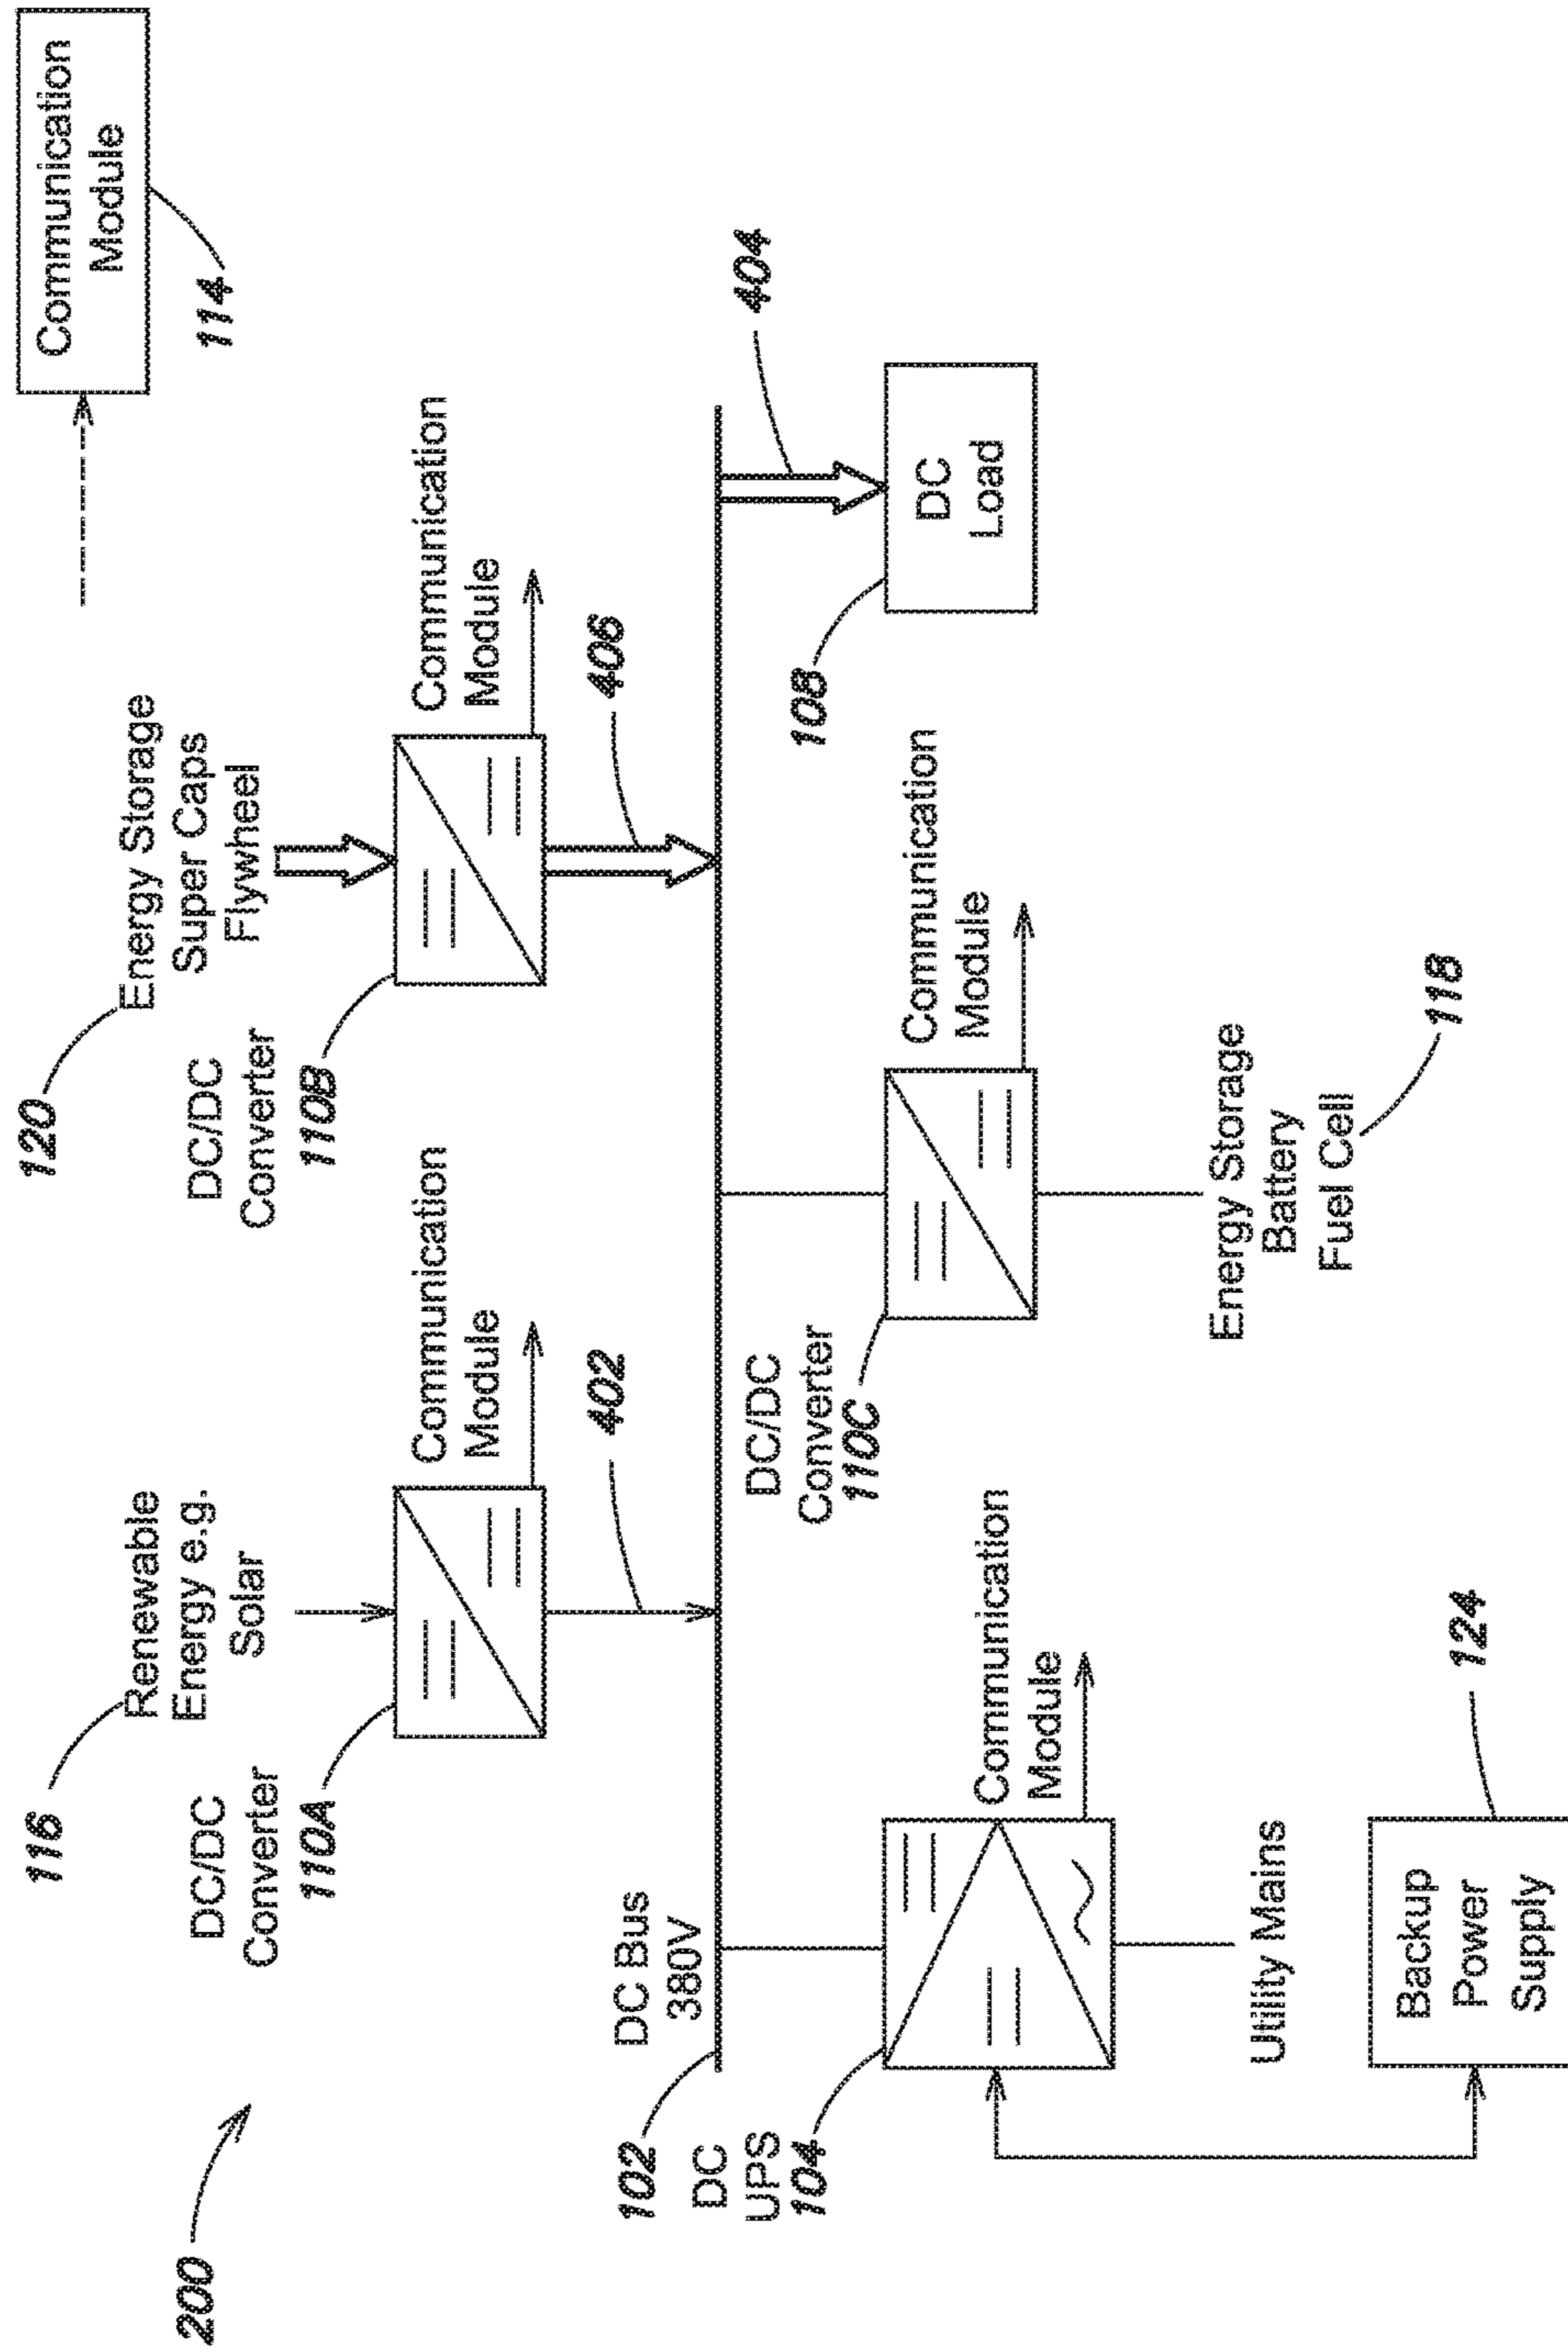 200
116
Renewable
Energy e.g.
Solar
DC/DC
Converter
110A
Communication
Module
402
120
Energy Storage
Super Caps
Flywheel
DC/DC
Converter
110B
Communication
Module
406
Communication
Module
114
DC Bus
380V
102
DC
UPS
104
Communication
Module
Utility Mains
Backup
Power
Supply
124
DC/DC
Converter
110C
Communication
Module
Energy Storage
Battery
Fuel Cell
118
404
DC
Load
108